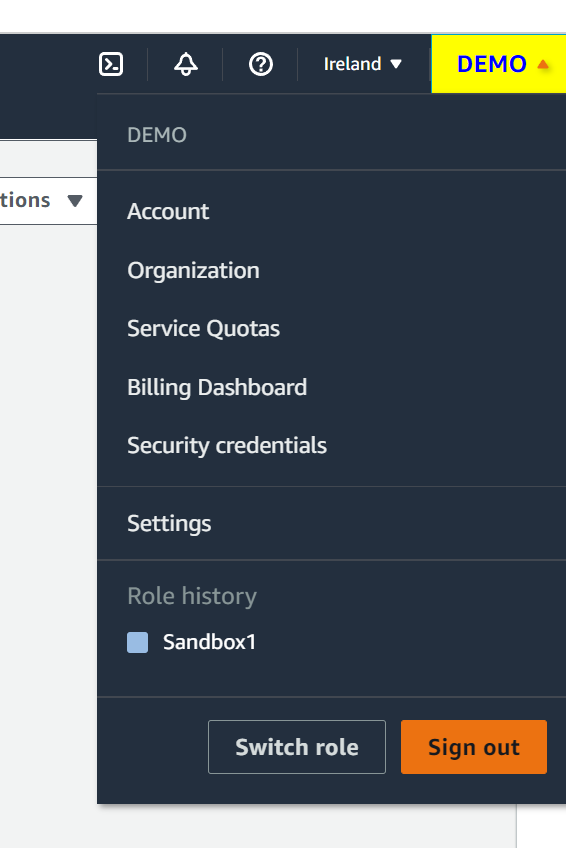 Ireland
DEMO
DEMO
tions
Account
Organization
Service Quotas
Billing Dashboard
Security credentials
Settings
Role history
Sandbox1
Switch role
Sign out